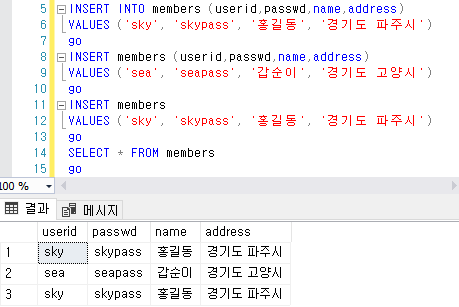 5 INSERT INTO members (userid,passwd,name,address)
6 VALUES ('sky', 'skypass', '홍길동', '경기도 파주시')
7 go
8 INSERT members (userid,passwd,name,address)
9 VALUES ('sea', 'seapass', '갑순이', '경기도 고양시')
10 go
11 INSERT members
12 VALUES ('sky', 'skypass', '홍길동', '경기도 파주시')
13 go
14 SELECT * FROM members
15 go
100 %
결과 메시지
userid passwd name address
1 sky skypass 홍길동 경기도 파주시
2 sea seapass 갑순이 경기도 고양시
3 sky skypass 홍길동 경기도 파주시